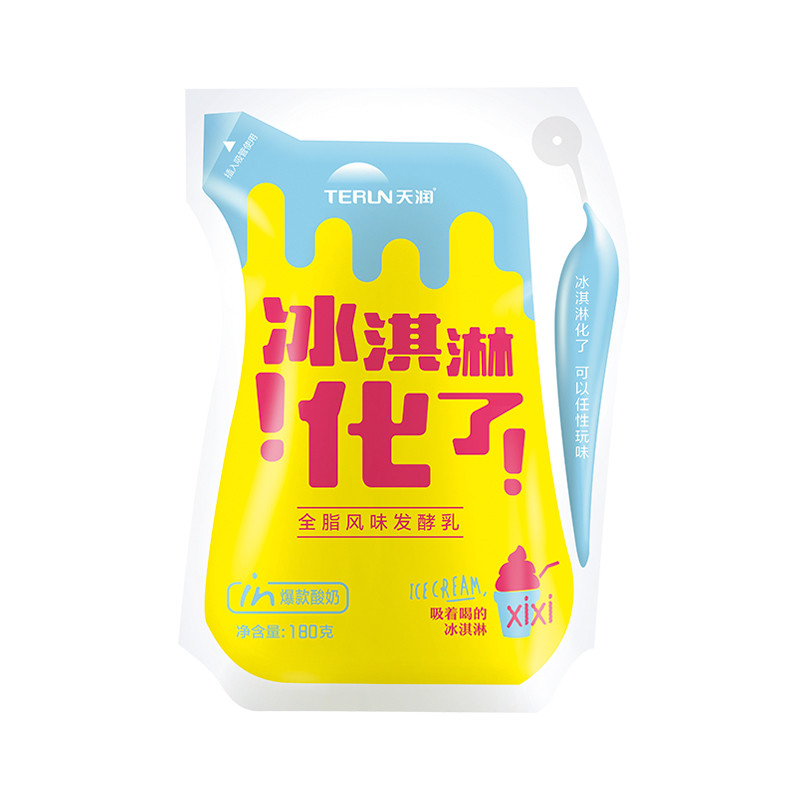 插入吸管使用
TERUN天润®
冰淇淋
!化了!
全脂风味发酵乳
in 爆款酸奶
净含量:180克
ICE CREAM,
吸着喝的
冰淇淋
xixi
冰淇淋化了 可以任性玩味